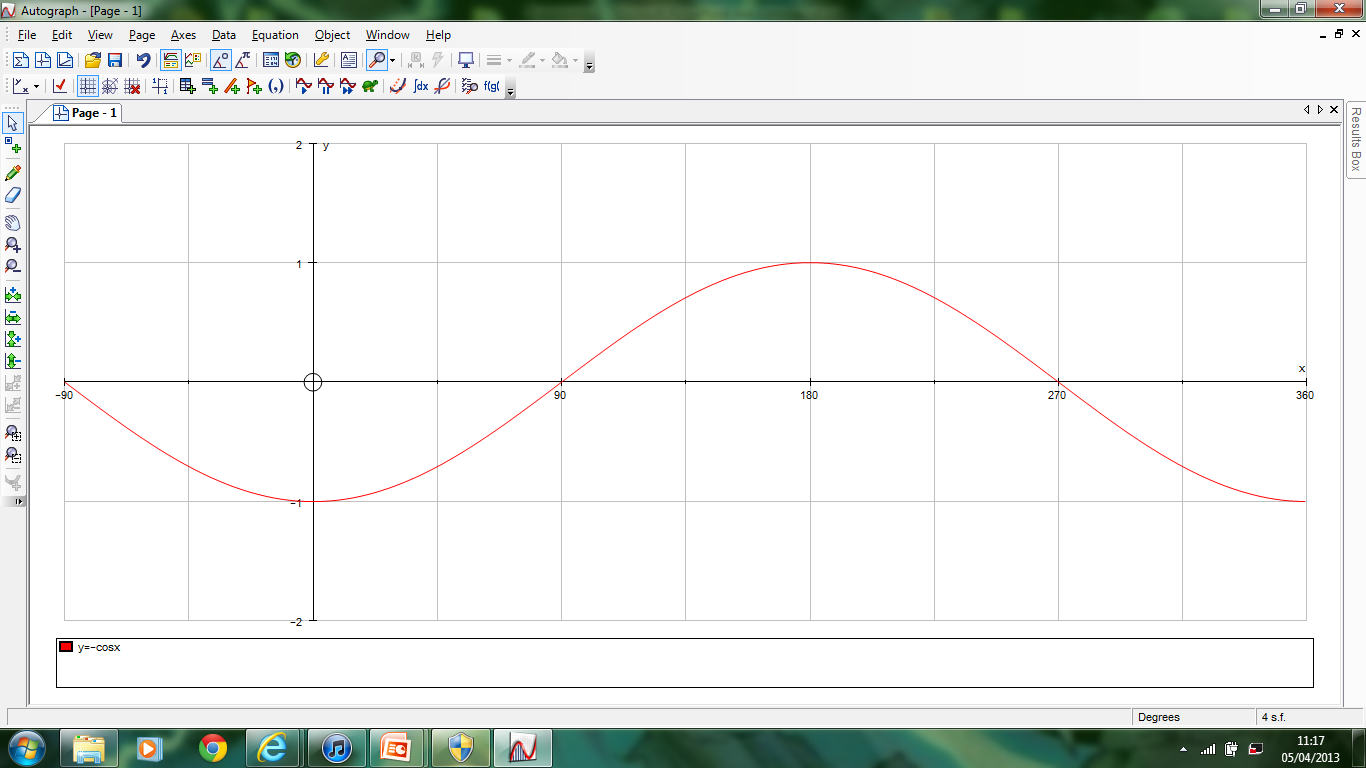 Autograph - [Page - 1]
File Edit View Page Axes Data Equation Object Window Help
∫dx f(g(
Page - 1
Results Box
2 y
1
x
−90 90 180 270 360
−1
−2
y=−cosx
Degrees 4 s.f.
11:17
05/04/2013